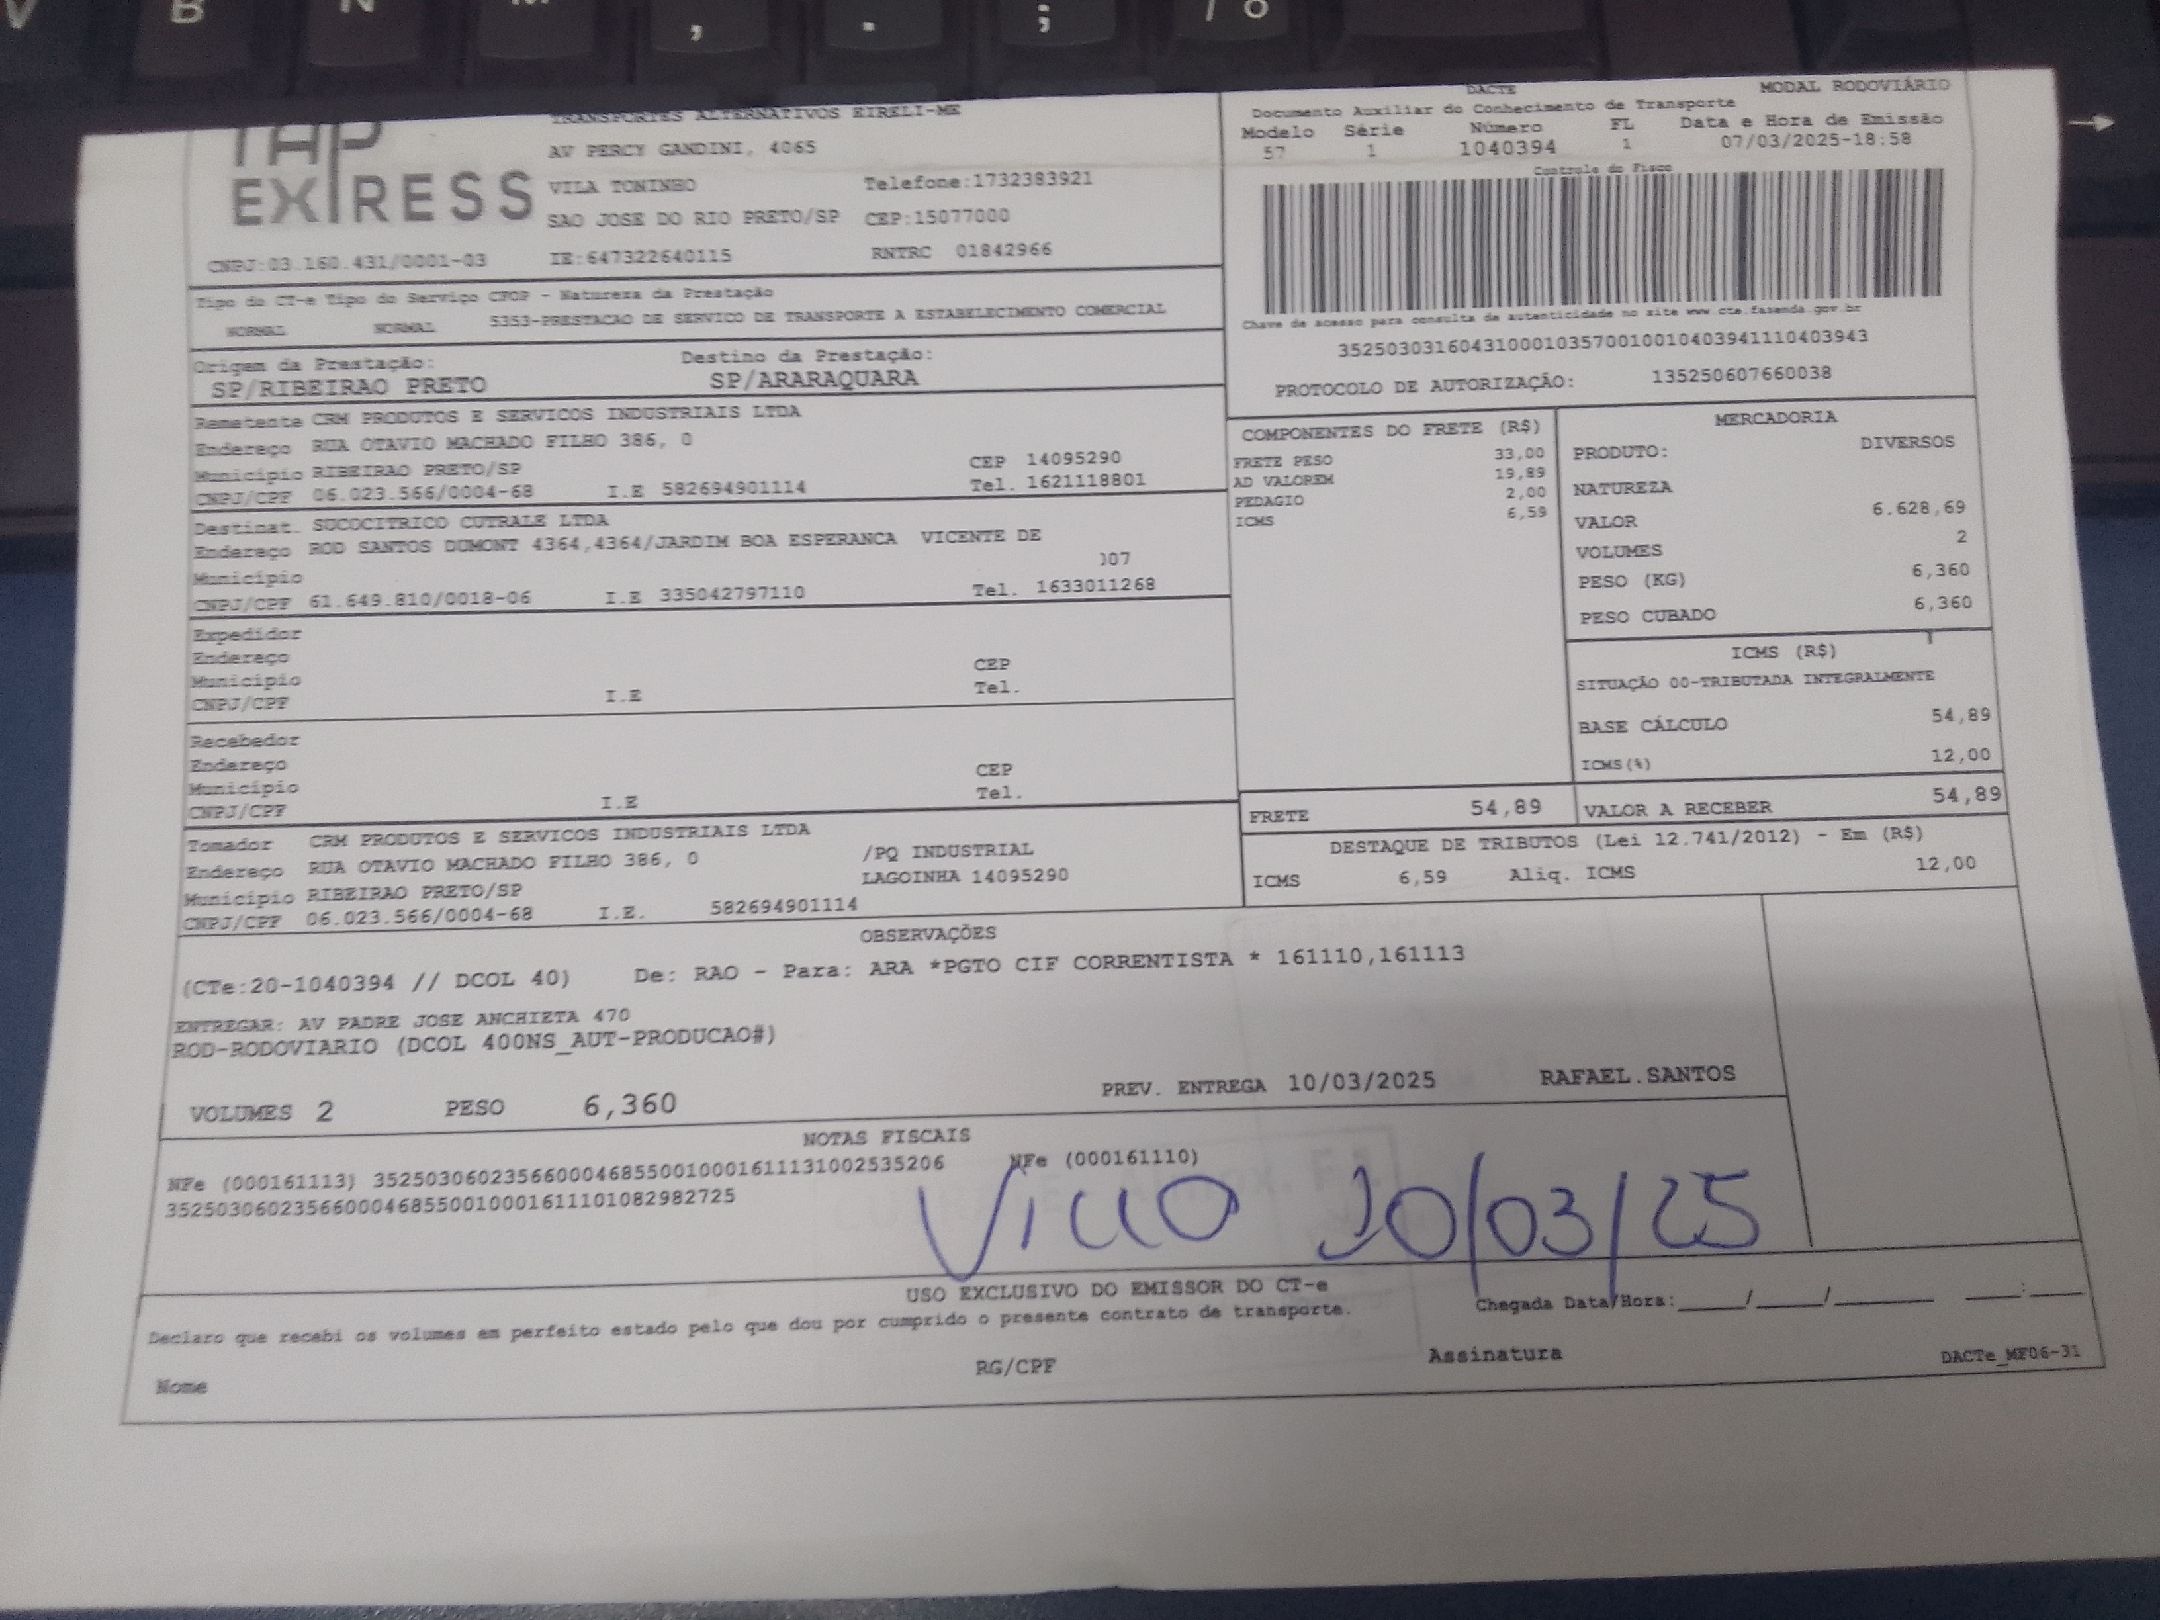 TAP
EXPRESS
TRANSPORTES ALTERNATIVOS EIRELI-ME
AV PERCY GANDINI, 4065
VILA TONINHO Telefone:1732383921
SAO JOSE DO RIO PRETO/SP CEP:15077000
CNPJ:03.160.431/0001-03 IE:647322640115 RNTRC 01842966
DACTE MODAL RODOVIÁRIO
Documento Auxiliar do Conhecimento de Transporte
Modelo Série Número FL Data e Hora de Emissão
57 1 1040394 1 07/03/2025-18:58
Controle do Fisco
Chave de acesso para consulta de autenticidade no site www.cte.fazenda.gov.br
35250303160431000103570010010403941110403943
PROTOCOLO DE AUTORIZAÇÃO: 135250607660038
Tipo do CT-e Tipo do Serviço CFOP - Natureza da Prestação
NORMAL NORMAL 5353-PRESTACAO DE SERVICO DE TRANSPORTE A ESTABELECIMENTO COMERCIAL
Origem da Prestação: Destino da Prestação:
SP/RIBEIRAO PRETO SP/ARARAQUARA
Remetente CRM PRODUTOS E SERVICOS INDUSTRIAIS LTDA
Endereço RUA OTAVIO MACHADO FILHO 386, 0
Município RIBEIRAO PRETO/SP CEP 14095290
CNPJ/CPF 06.023.566/0004-68 I.E 582694901114 Tel. 1621118801
Destinat. SUCOCITRICO CUTRALE LTDA
Endereço ROD SANTOS DUMONT 4364,4364/JARDIM BOA ESPERANCA VICENTE DE
Município )07
CNPJ/CPF 61.649.810/0018-06 I.E 335042797110 Tel. 1633011268
Expedidor
Endereço
Município CEP
CNPJ/CPF I.E Tel.
Recebedor
Endereço
Município CEP
CNPJ/CPF I.E Tel.
Tomador CRM PRODUTOS E SERVICOS INDUSTRIAIS LTDA
Endereço RUA OTAVIO MACHADO FILHO 386, 0 /PQ INDUSTRIAL
Município RIBEIRAO PRETO/SP LAGOINHA 14095290
CNPJ/CPF 06.023.566/0004-68 I.E. 582694901114
COMPONENTES DO FRETE (R$)
FRETE PESO 33,00
AD VALOREM 19,89
PEDAGIO 2,00
ICMS 6,59
MERCADORIA
PRODUTO: DIVERSOS
NATUREZA
VALOR 6.628,69
VOLUMES 2
PESO (KG) 6,360
PESO CUBADO 6,360
ICMS (R$)
SITUAÇÃO 00-TRIBUTADA INTEGRALMENTE
BASE CÁLCULO 54,89
ICMS(%) 12,00
FRETE 54,89 VALOR A RECEBER 54,89
DESTAQUE DE TRIBUTOS (Lei 12.741/2012) - Em (R$)
ICMS 6,59 Aliq. ICMS 12,00
OBSERVAÇÕES
(CTe:20-1040394 // DCOL 40) De: RAO - Para: ARA *PGTO CIF CORRENTISTA * 161110,161113
ENTREGAR: AV PADRE JOSE ANCHIETA 470
ROD-RODOVIARIO (DCOL 400NS_AUT-PRODUCAO#)
VOLUMES 2 PESO 6,360 PREV. ENTREGA 10/03/2025 RAFAEL.SANTOS
NOTAS FISCAIS
NFe (000161113) 35250306023566000468550010001611131002535206 NFe (000161110)
35250306023566000468550010001611101082982725
10/03/25
USO EXCLUSIVO DO EMISSOR DO CT-e
Declaro que recebi os volumes em perfeito estado pelo que dou por cumprido o presente contrato de transporte. Chegada Data/Hora:____/____/______ ___:___
Nome RG/CPF Assinatura DACTe_MF06-31